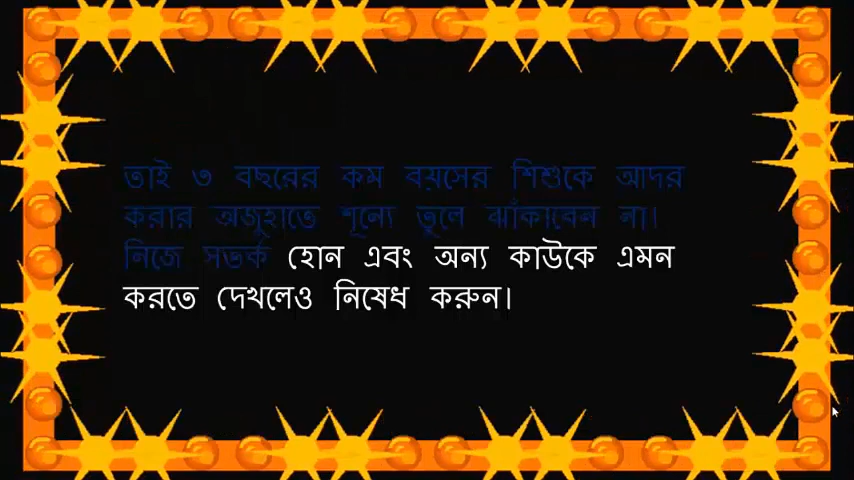 তাই ৩ বছরের কম বয়সের শিশুকে আদর
করার অজুহাতে শূন্যে তুলে ঝাঁকাবেন না।
নিজে সতর্ক হোন এবং অন্য কাউকে এমন
করতে দেখলেও নিষেধ করুন।